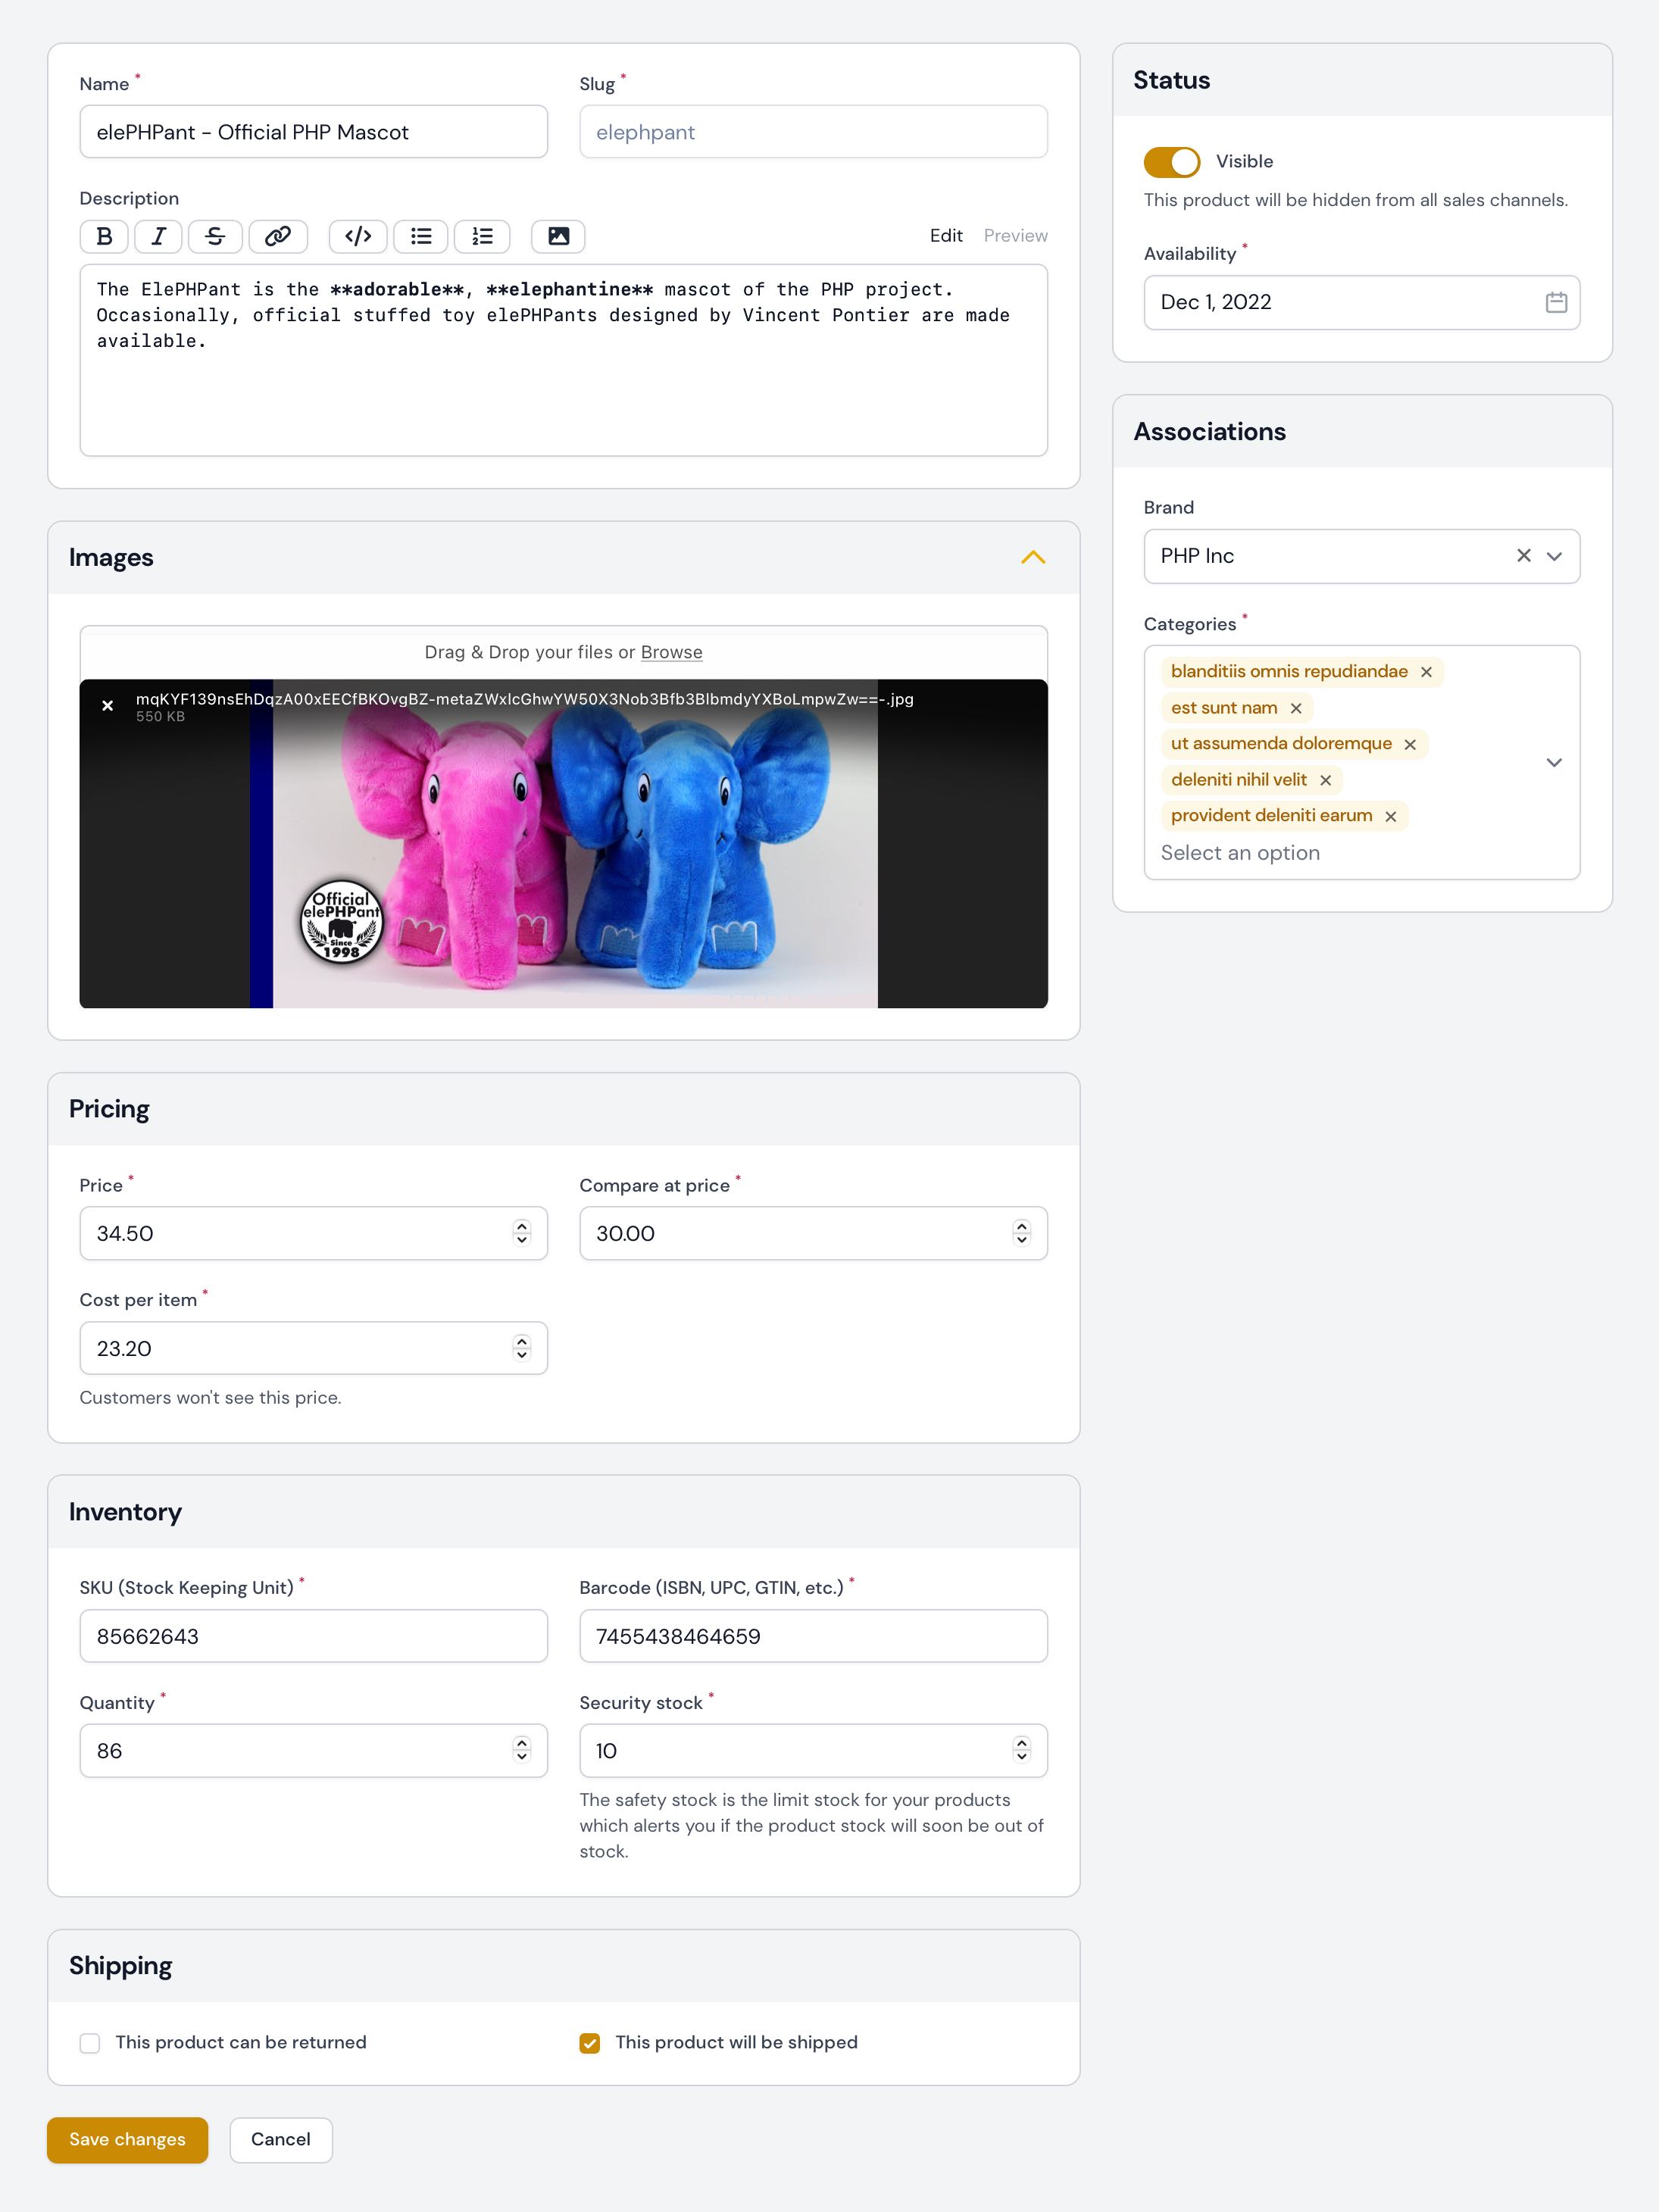 Name *
Slug *
elePHPant - Official PHP Mascot
elephpant
Description
Edit
Preview
The ElePHPant is the **adorable**, **elephantine** mascot of the PHP project.
Occasionally, official stuffed toy elePHPants designed by Vincent Pontier are made
available.
Images
Drag & Drop your files or Browse
mqKYF139nsEhDqzA00xEECfBKOvgBZ-metaZWxlcGhwYW50X3Nob3Bfb3BlbmdyYXBoLmpwZw==-.jpg
550 KB
Official
elePHPant
Since
1998
Pricing
Price *
Compare at price *
34.50
30.00
Cost per item *
23.20
Customers won't see this price.
Inventory
SKU (Stock Keeping Unit) *
Barcode (ISBN, UPC, GTIN, etc.) *
85662643
7455438464659
Quantity *
Security stock *
86
10
The safety stock is the limit stock for your products
which alerts you if the product stock will soon be out of
stock.
Shipping
This product can be returned
This product will be shipped
Save changes
Cancel
Status
Visible
This product will be hidden from all sales channels.
Availability *
Dec 1, 2022
Associations
Brand
PHP Inc
Categories *
blanditiis omnis repudiandae
est sunt nam
ut assumenda doloremque
deleniti nihil velit
provident deleniti earum
Select an option